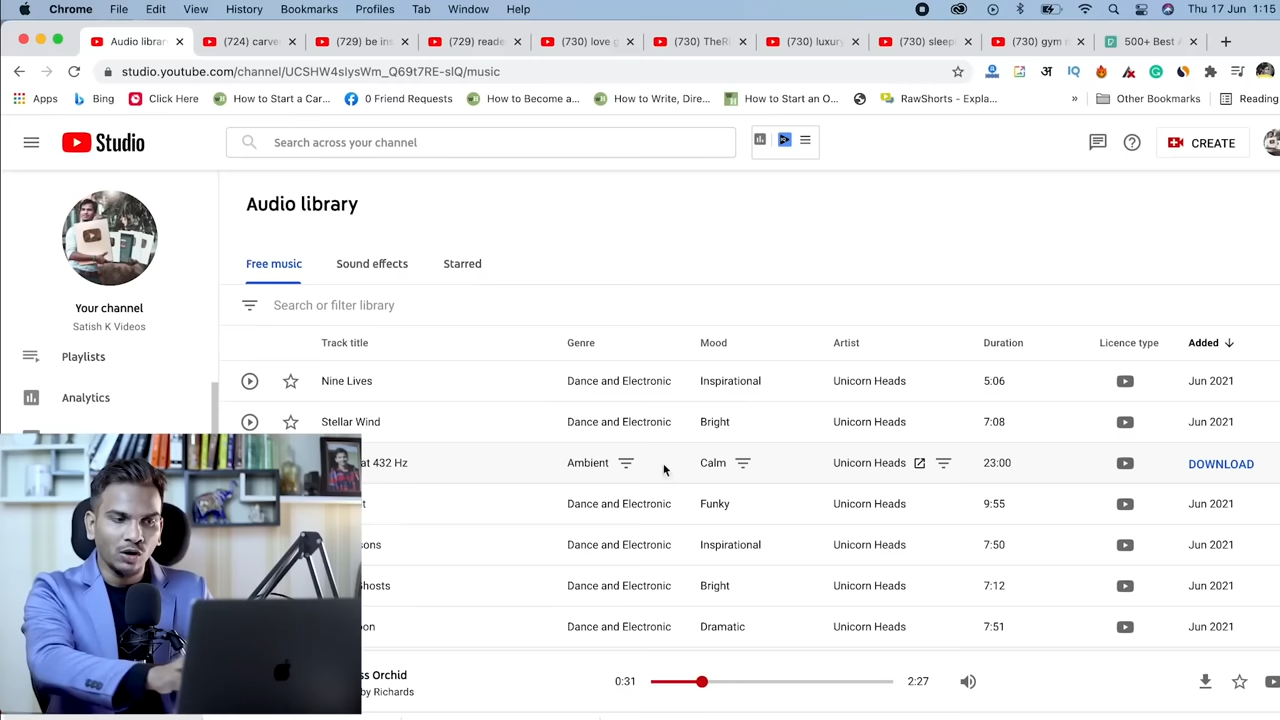 Chrome File Edit View History Bookmarks Profiles Tab Window Help Thu 17 Jun 1:15
Audio librar (724) carve (729) be ins (729) reade (730) love g (730) TheRi (730) luxury (730) sleep (730) gym n 500+ Best A
studio.youtube.com/channel/UCSHW4slysWm_Q69t7RE-slQ/music
Apps Bing Click Here How to Start a Car... 0 Friend Requests How to Become a... How to Write, Dire... How to Start an O... RawShorts - Expla... » Other Bookmarks Reading
Studio
Search across your channel
CREATE
Audio library
Free music Sound effects Starred
Your channel
Satish K Videos
Playlists
Analytics
Search or filter library
Track title Genre Mood Artist Duration Licence type Added
Nine Lives Dance and Electronic Inspirational Unicorn Heads 5:06 Jun 2021
Stellar Wind Dance and Electronic Bright Unicorn Heads 7:08 Jun 2021
at 432 Hz Ambient Calm Unicorn Heads 23:00 DOWNLOAD
t Dance and Electronic Funky Unicorn Heads 9:55 Jun 2021
ons Dance and Electronic Inspirational Unicorn Heads 7:50 Jun 2021
hosts Dance and Electronic Bright Unicorn Heads 7:12 Jun 2021
on Dance and Electronic Dramatic Unicorn Heads 7:51 Jun 2021
ss Orchid
by Richards
0:31 2:27